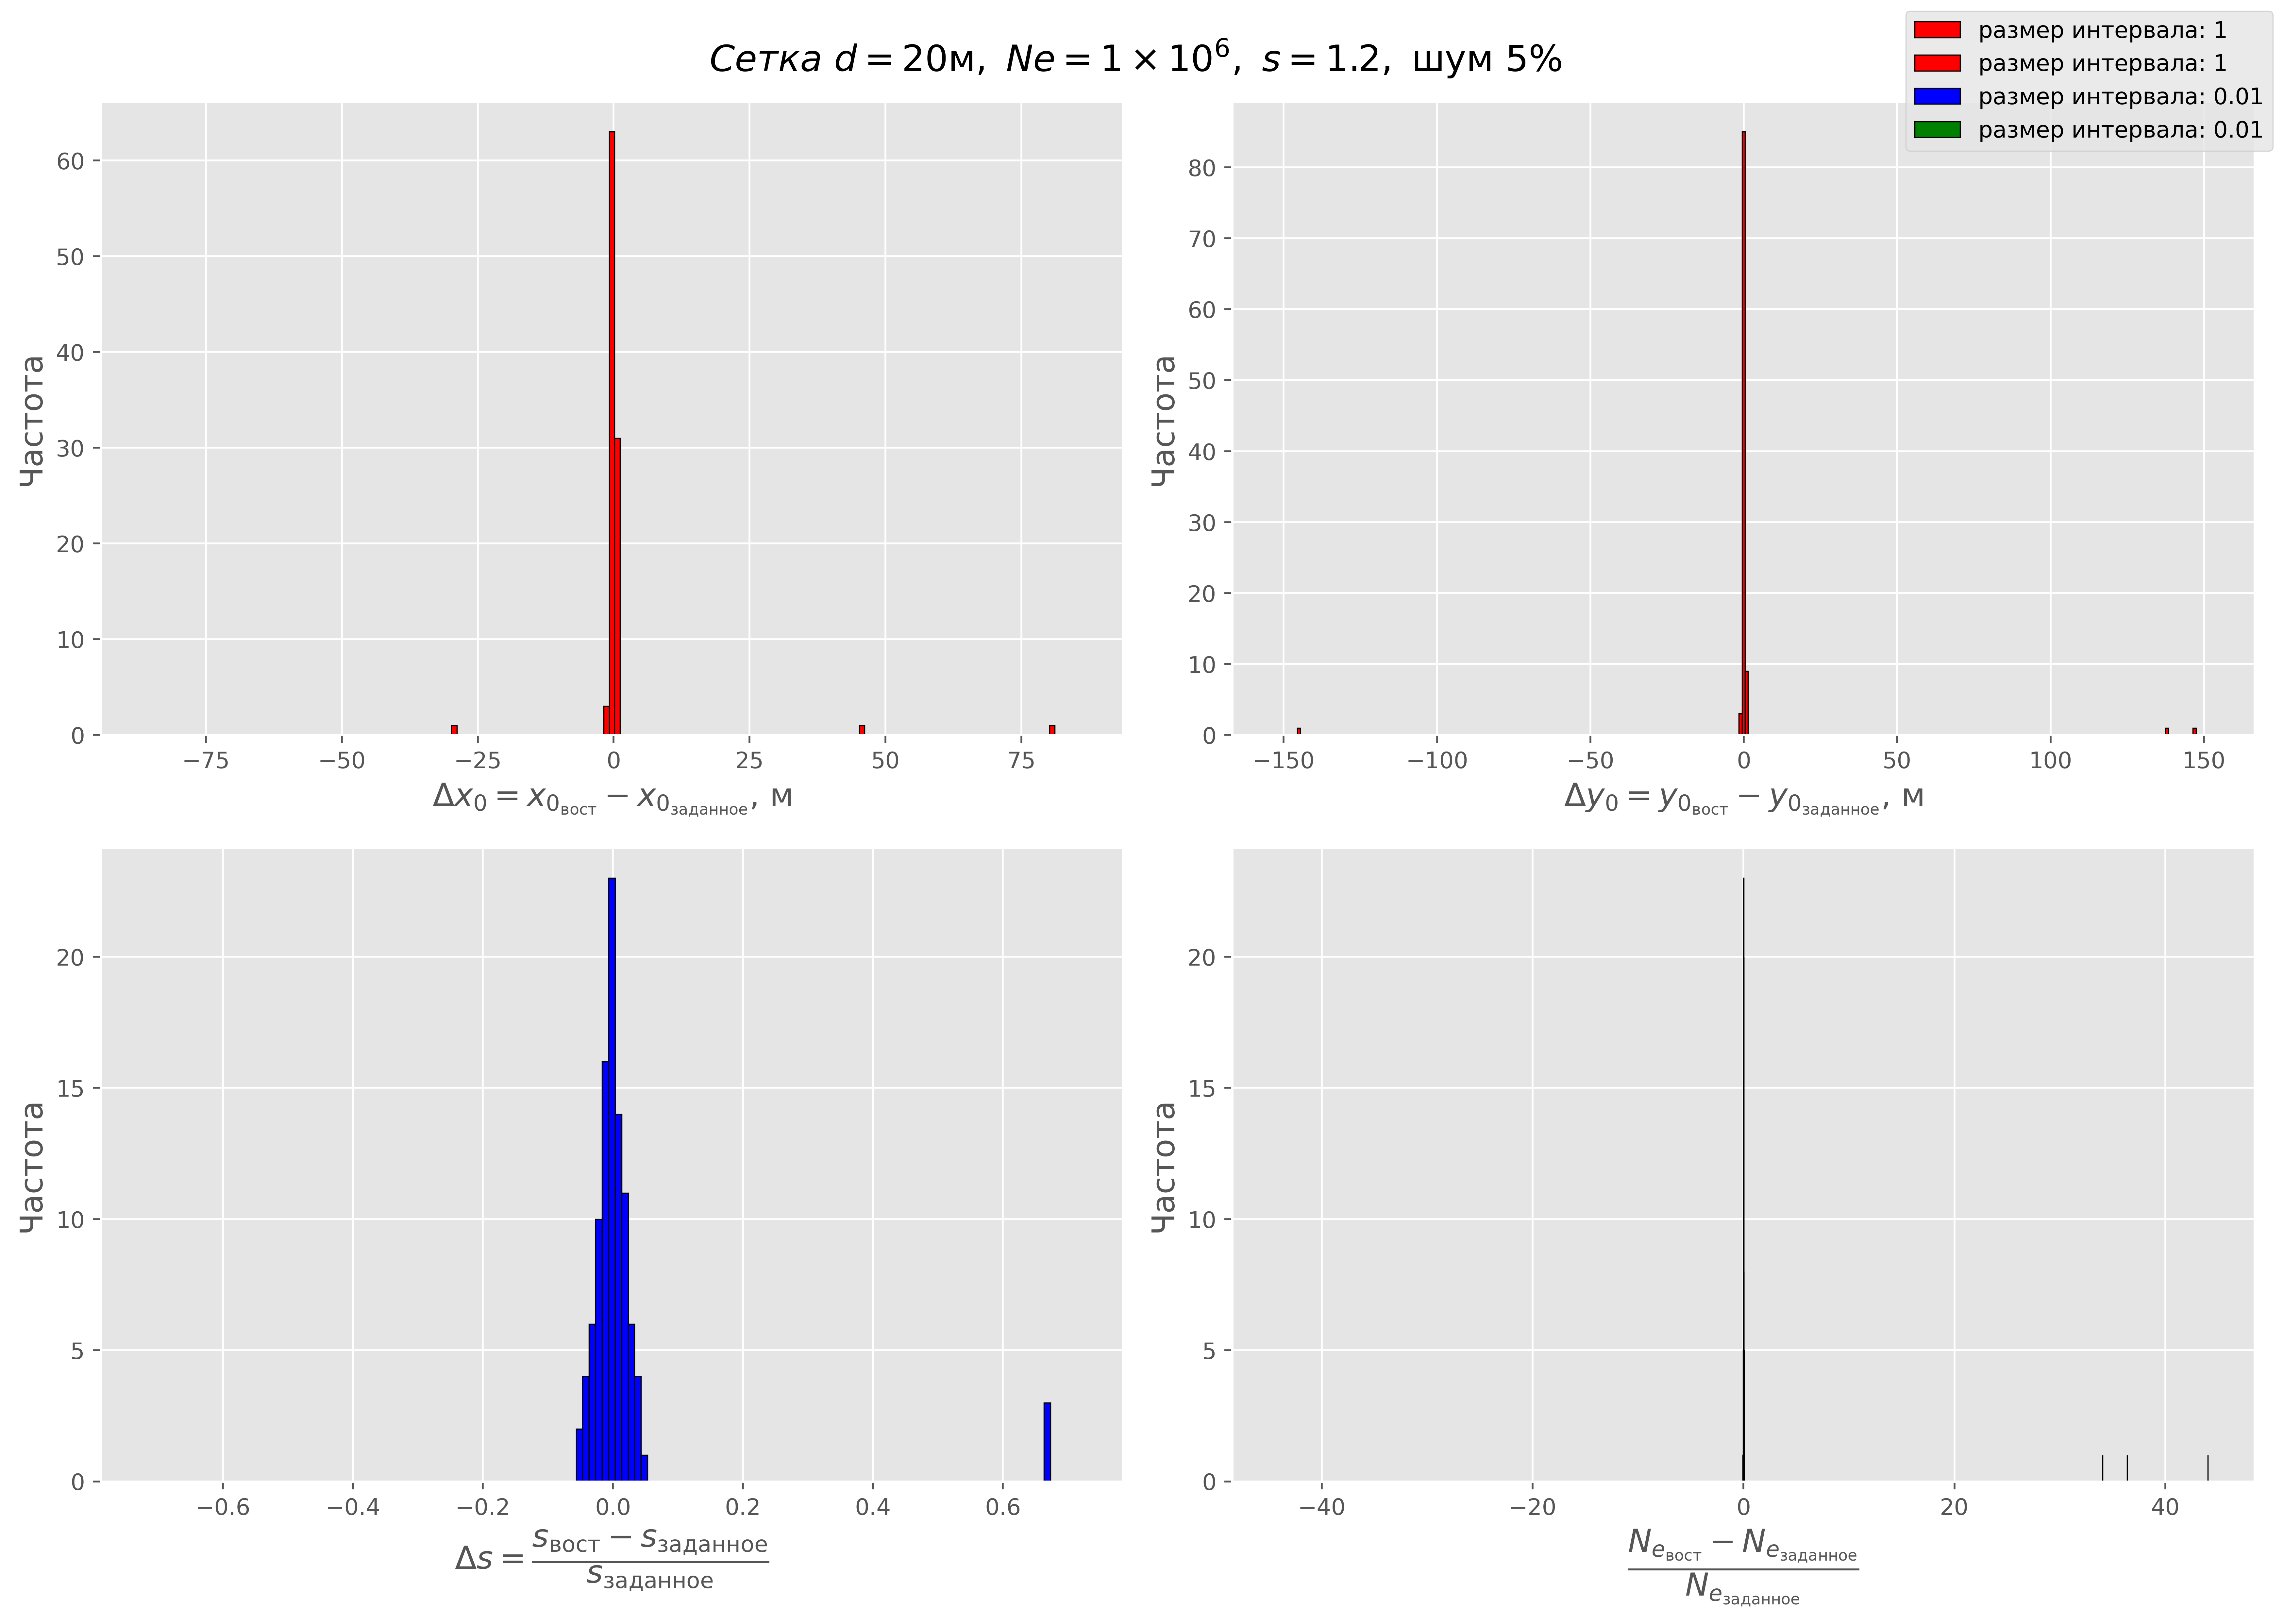 Сетка d = 20м, Ne = 1 × 10⁶, s = 1.2, шум 5%
размер интервала: 1
размер интервала: 1
размер интервала: 0.01
размер интервала: 0.01
Частота
60
50
40
30
20
10
0
−75 −50 −25 0 25 50 75
Δx₀ = x₀вост − x₀заданное, м
Частота
80
70
60
50
40
30
20
10
0
−150 −100 −50 0 50 100 150
Δy₀ = y₀вост − y₀заданное, м
Частота
20
15
10
5
0
−0.6 −0.4 −0.2 0.0 0.2 0.4 0.6
sвост − sзаданное
Δs =
sзаданное
Частота
20
15
10
5
0
−40 −20 0 20 40
Neвост − Neзаданное
Neзаданное